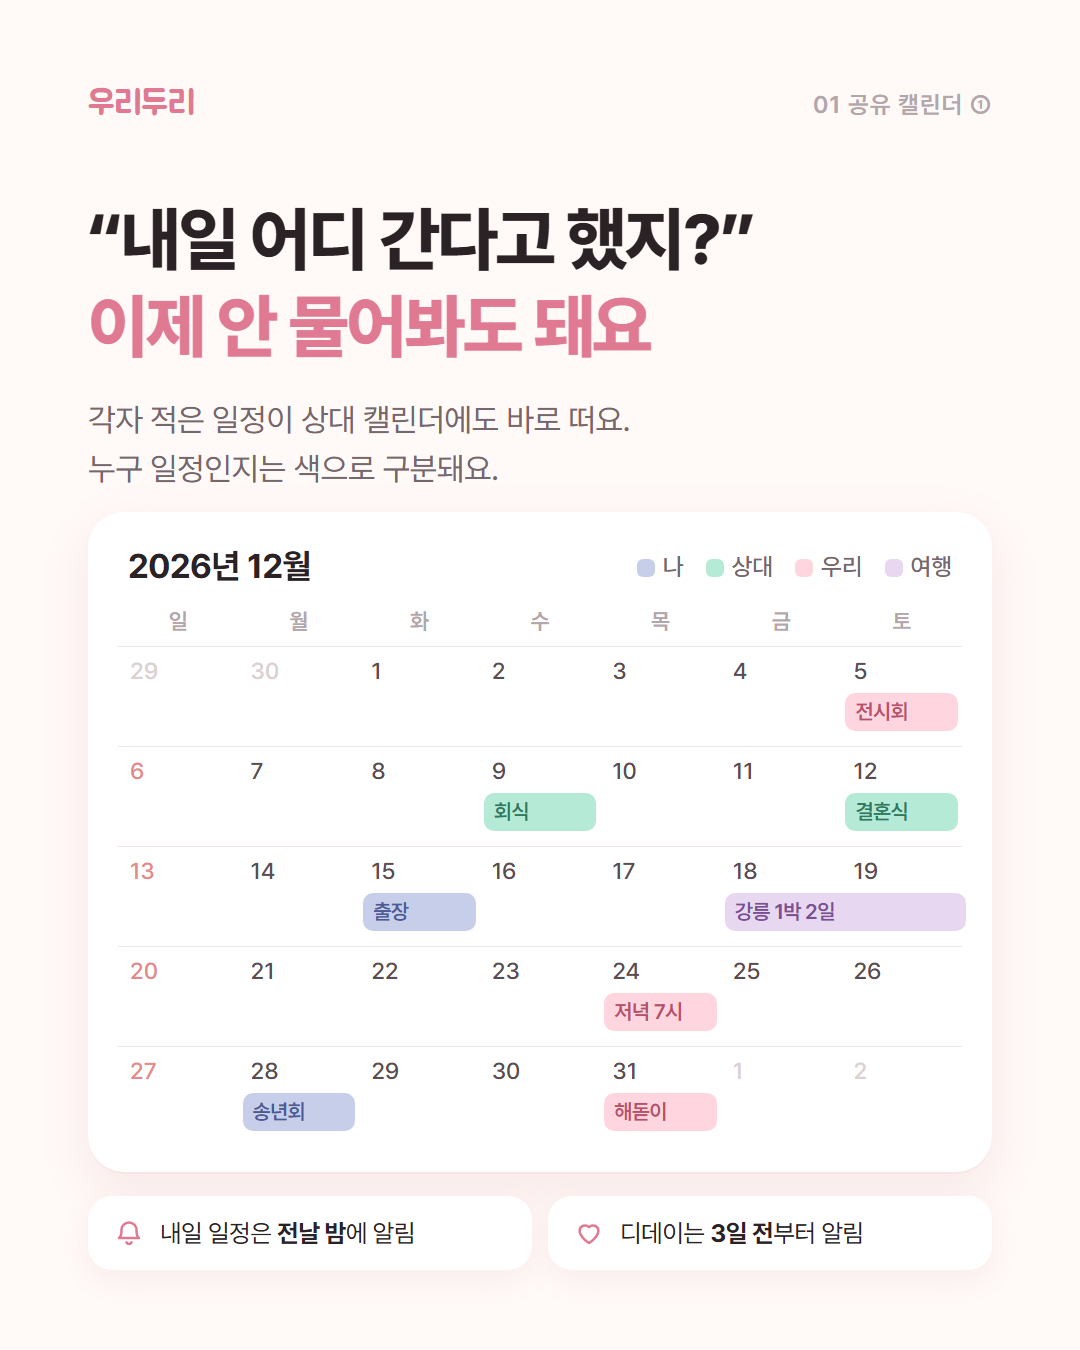 우리두리
01 공유 캘린더 ①
“내일 어디 간다고 했지?”
이제 안 물어봐도 돼요
각자 적은 일정이 상대 캘린더에도 바로 떠요.
누구 일정인지는 색으로 구분돼요.
2026년 12월
나 상대 우리 여행
일 월 화 수 목 금 토
29 30 1 2 3 4 5
전시회
6 7 8 9 10 11 12
회식 결혼식
13 14 15 16 17 18 19
출장 강릉 1박 2일
20 21 22 23 24 25 26
저녁 7시
27 28 29 30 31 1 2
송년회 해돋이
내일 일정은 전날 밤에 알림
디데이는 3일 전부터 알림